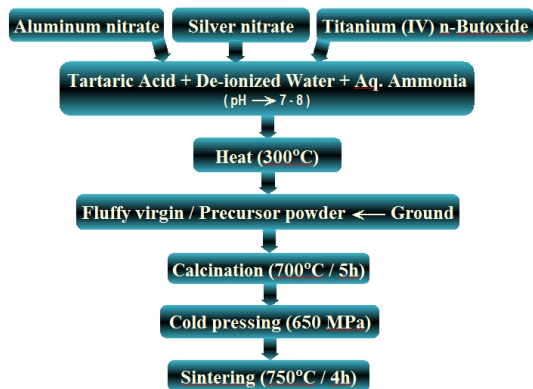 Aluminum nitrate
Silver nitrate
Titanium (IV) n-Butoxide
Tartaric Acid + De-ionized Water + Aq. Ammonia
( pH → 7 - 8 )
Heat (300°C)
Fluffy virgin / Precursor powder ← Ground
Calcination (700°C / 5h)
Cold pressing (650 MPa)
Sintering (750°C / 4h)